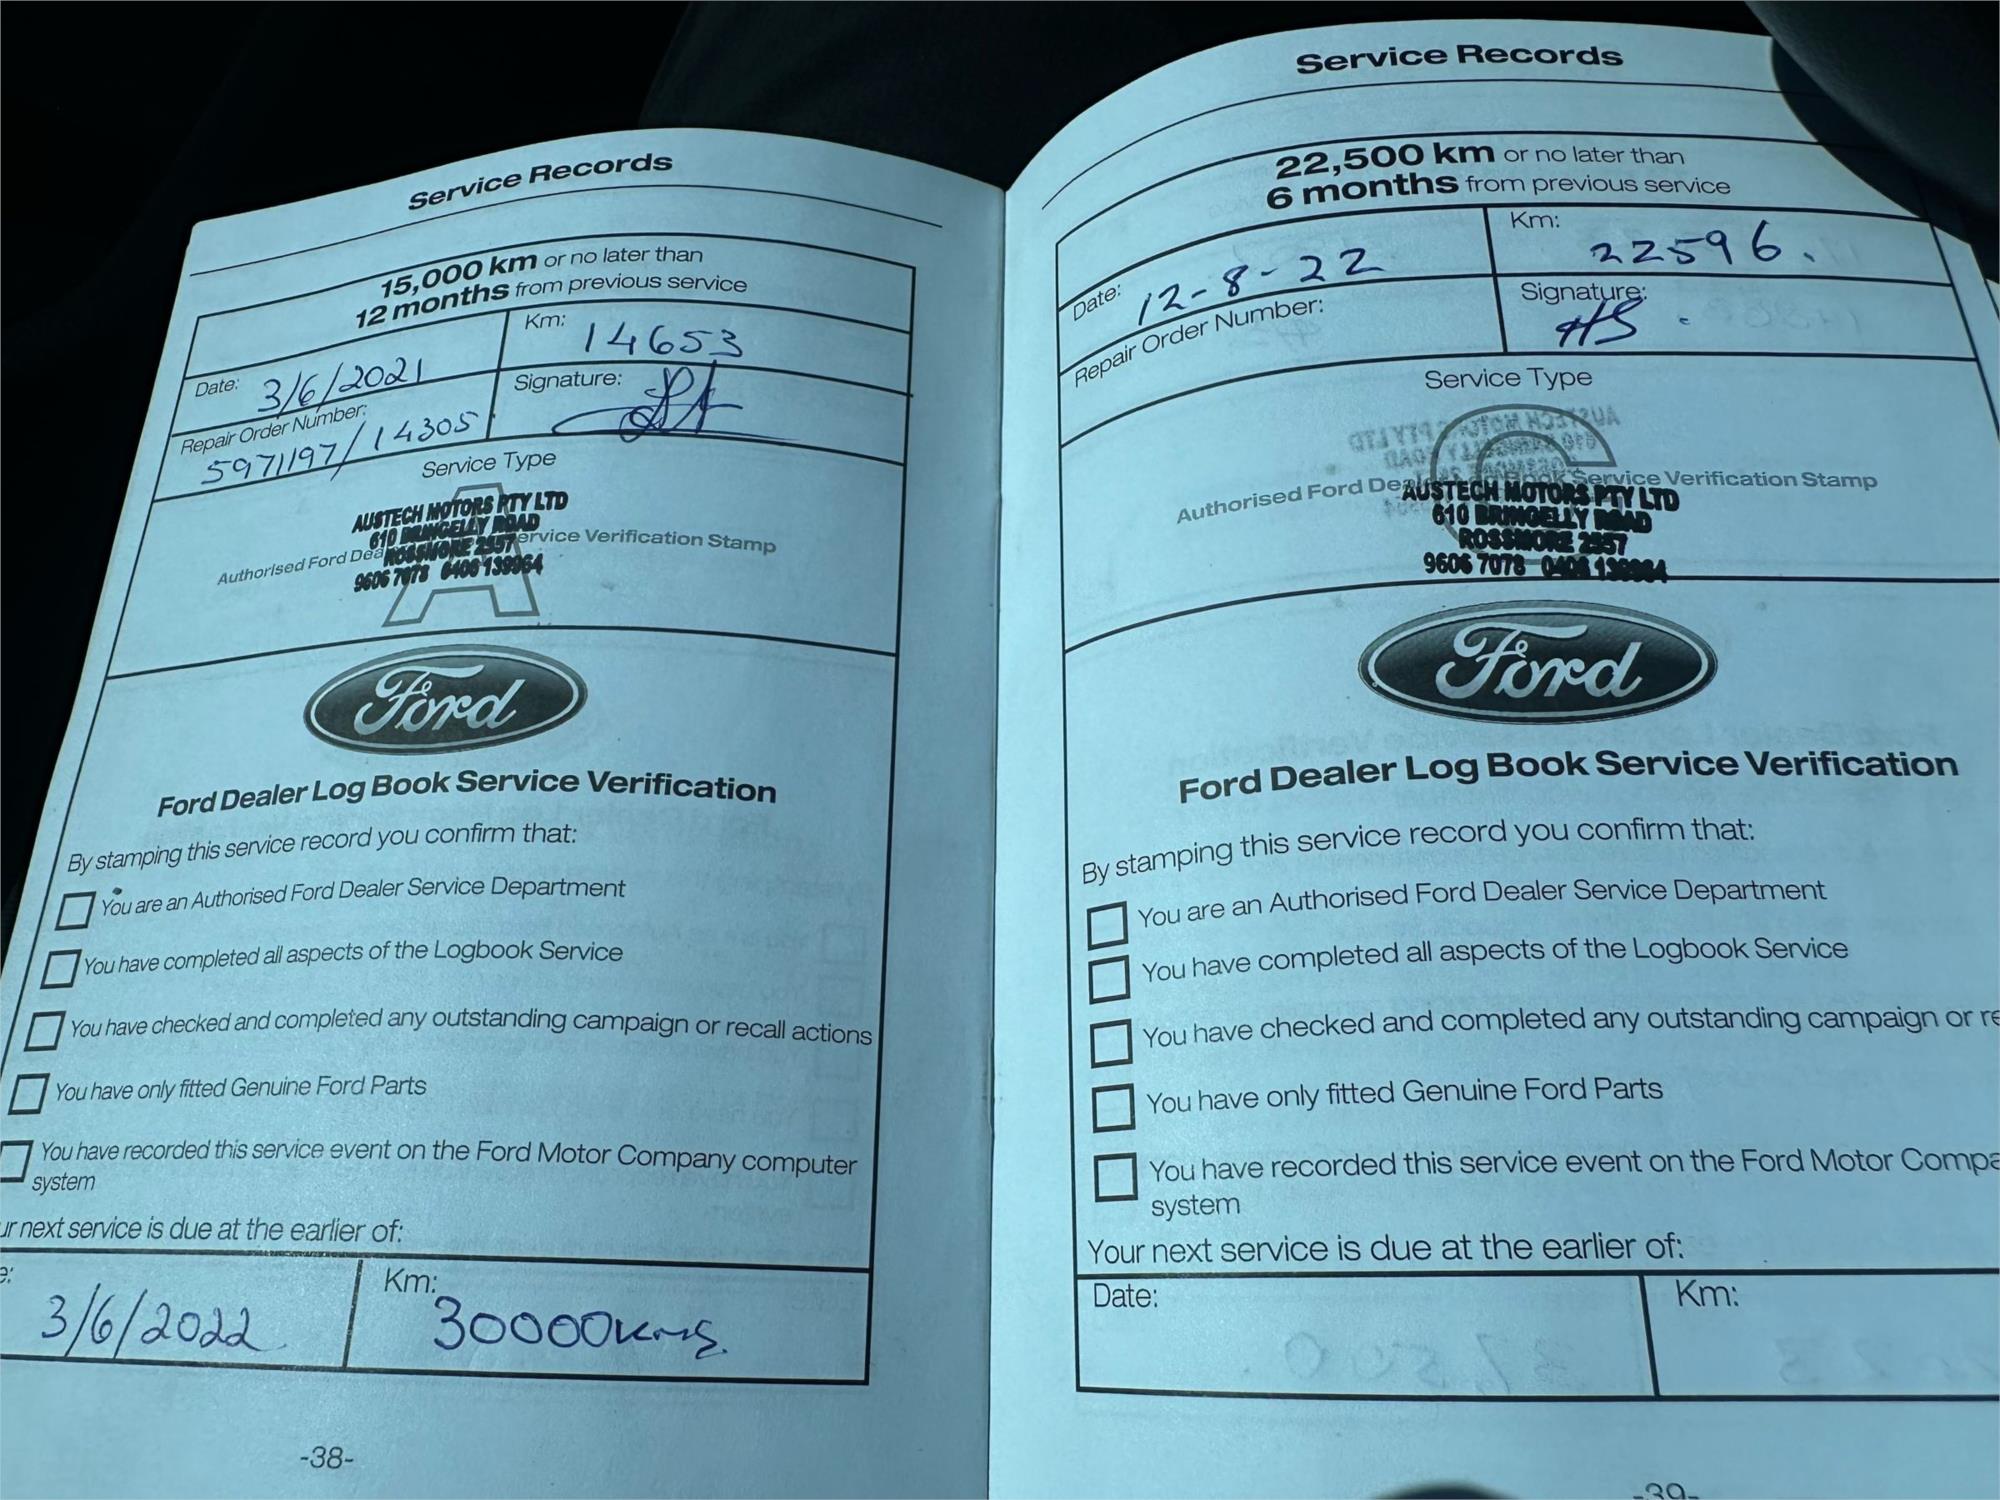 Service Records
15,000 km or no later than
12 months from previous service
Date: 3/6/2021
Km: 14653
Repair Order Number:
5971197/14305
Signature:
Service Type
A
Authorised Ford Dea ervice Verification Stamp
AUSTECH MOTORS PTY LTD
610 BRINGELLY ROAD
ROSSMORE 2557
9606 7078 0406 139964
Ford
Ford Dealer Log Book Service Verification
By stamping this service record you confirm that:
You are an Authorised Ford Dealer Service Department
You have completed all aspects of the Logbook Service
You have checked and completed any outstanding campaign or recall actions
You have only fitted Genuine Ford Parts
You have recorded this service event on the Ford Motor Company computer
system
ur next service is due at the earlier of:
e: 3/6/2022
Km: 30000kms
-38-
Service Records
22,500 km or no later than
6 months from previous service
Date: 12-8-22
Km: 22596.
Repair Order Number:
Signature: HS
Service Type
C
Authorised Ford Dea Service Verification Stamp
AUSTECH MOTORS PTY LTD
610 BRINGELLY ROAD
ROSSMORE 2557
9606 7078
Ford
Ford Dealer Log Book Service Verification
By stamping this service record you confirm that:
You are an Authorised Ford Dealer Service Department
You have completed all aspects of the Logbook Service
You have checked and completed any outstanding campaign or re
You have only fitted Genuine Ford Parts
You have recorded this service event on the Ford Motor Compa
system
Your next service is due at the earlier of:
Date:
Km:
-39-